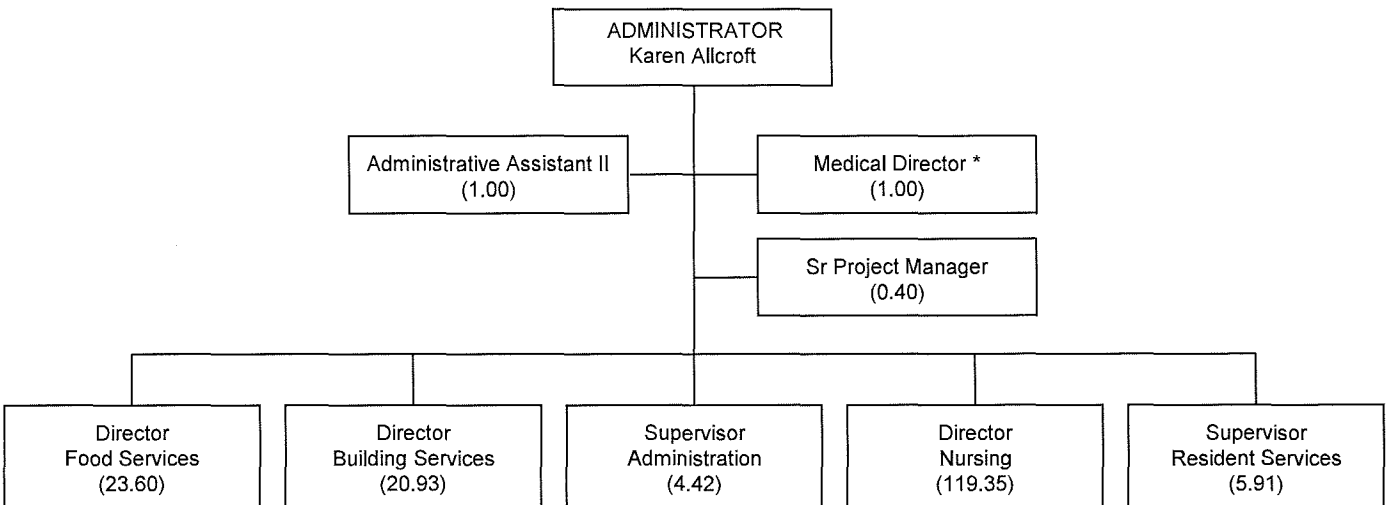 ADMINISTRATOR
Karen Allcroft
Administrative Assistant II
(1.00)
Medical Director *
(1.00)
Sr Project Manager
(0.40)
Director
Food Services
(23.60)
Director
Building Services
(20.93)
Supervisor
Administration
(4.42)
Director
Nursing
(119.35)
Supervisor
Resident Services
(5.91)